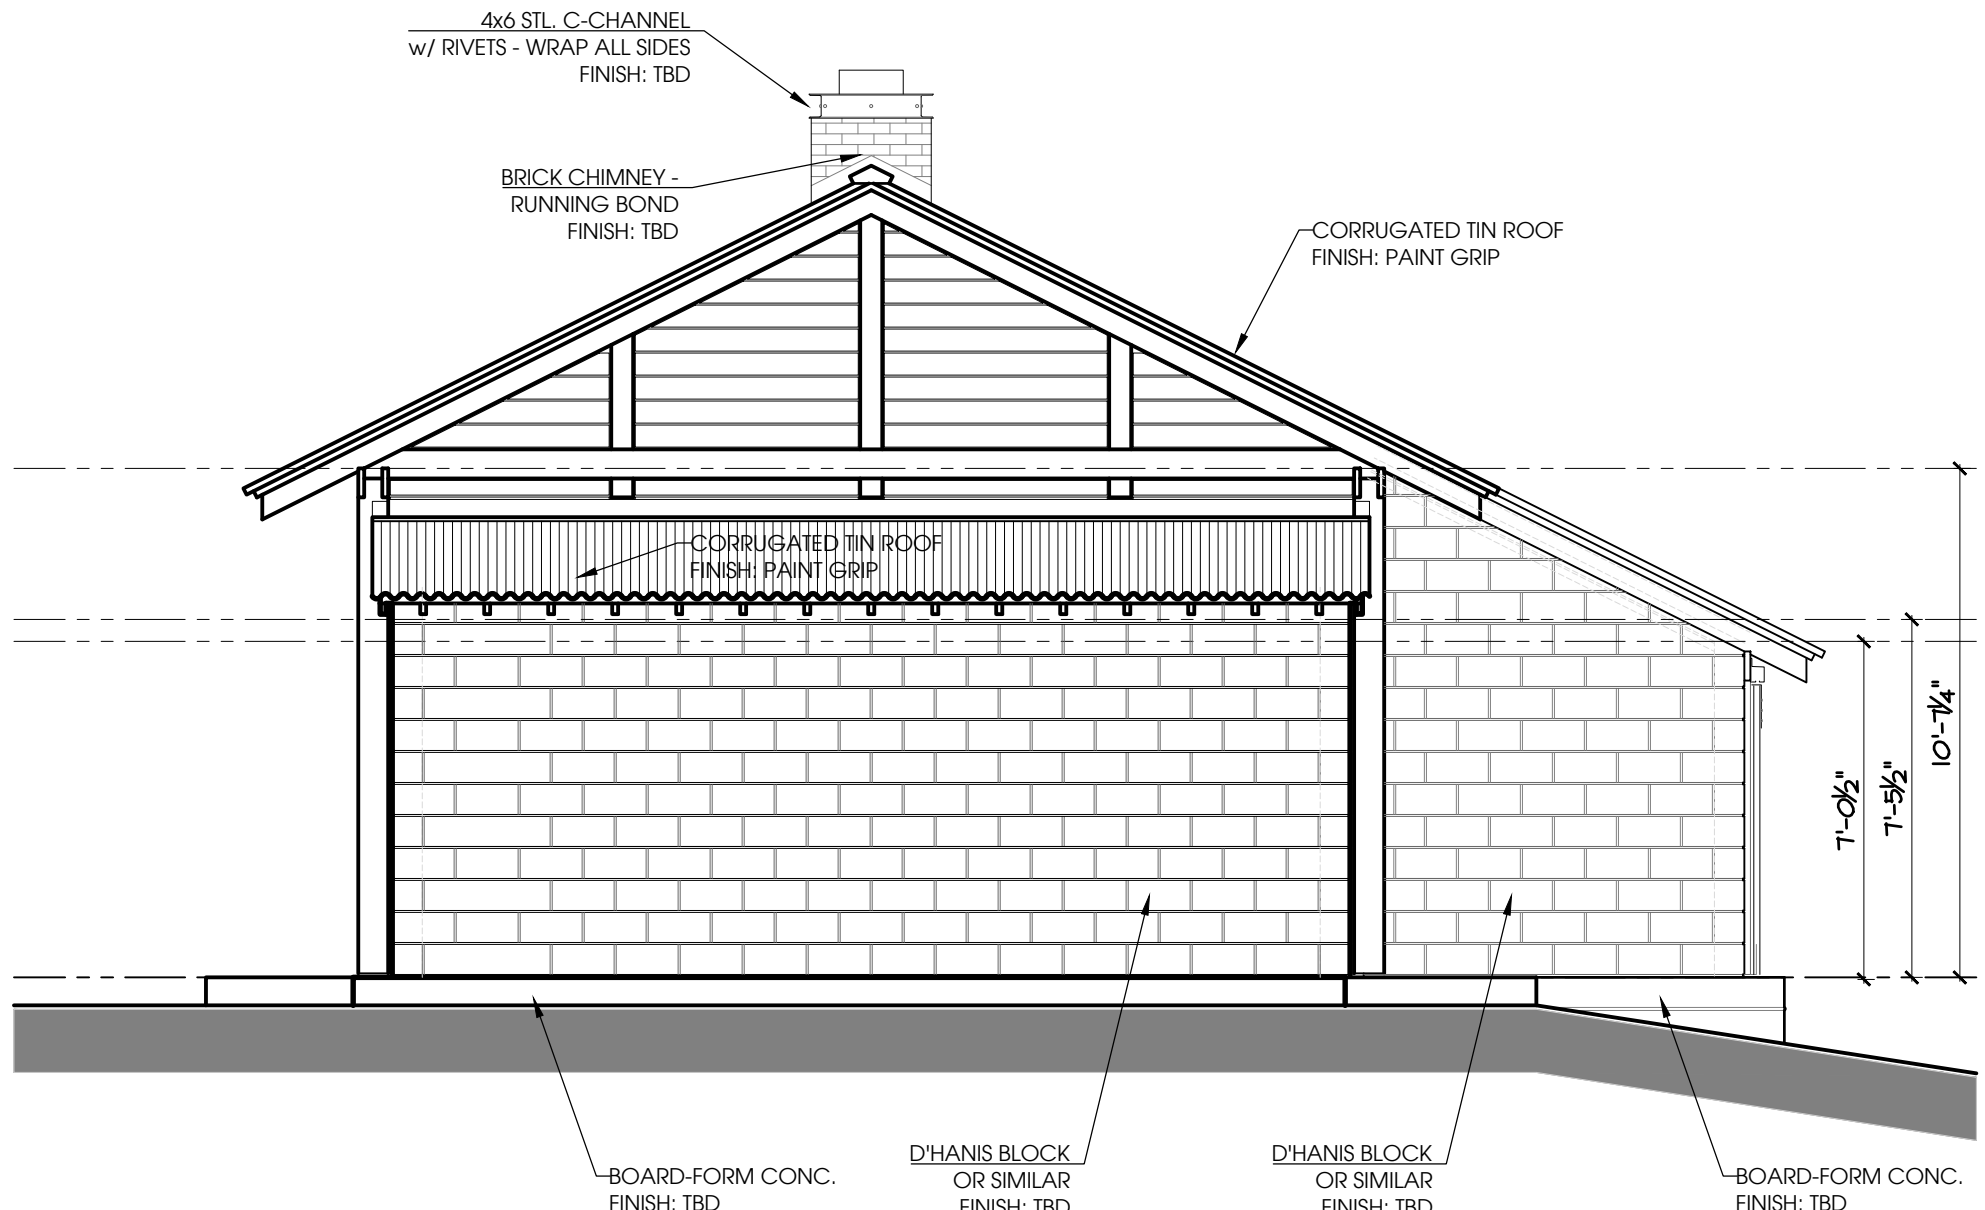 4x6 STL. C-CHANNEL
w/ RIVETS - WRAP ALL SIDES
FINISH: TBD
BRICK CHIMNEY -
RUNNING BOND
FINISH: TBD
CORRUGATED TIN ROOF
FINISH: PAINT GRIP
CORRUGATED TIN ROOF
FINISH: PAINT GRIP
7'-0½"
7'-5½"
10'-7¼"
BOARD-FORM CONC.
FINISH: TBD
D'HANIS BLOCK
OR SIMILAR
FINISH: TBD
D'HANIS BLOCK
OR SIMILAR
FINISH: TBD
BOARD-FORM CONC.
FINISH: TBD